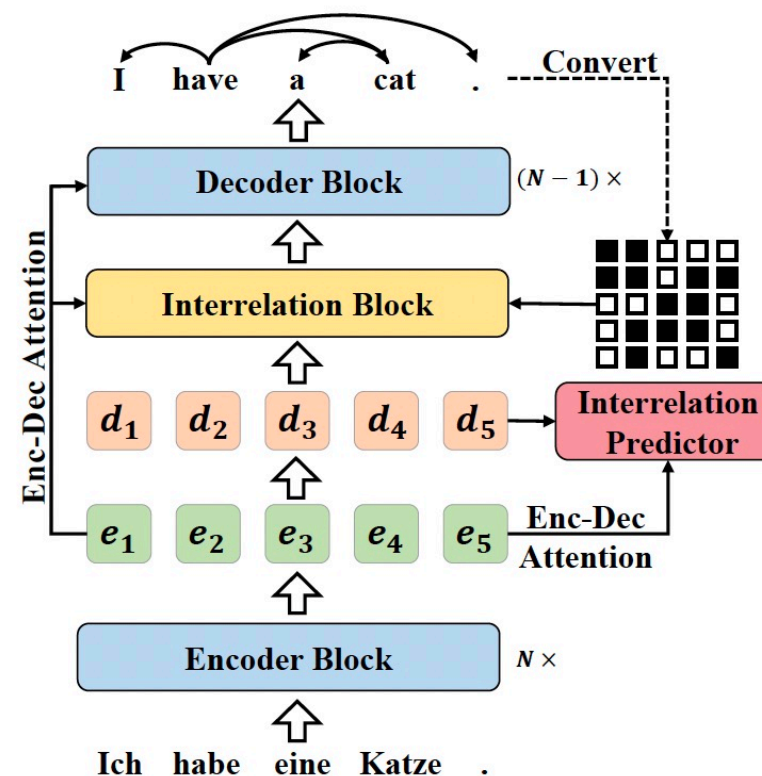 I have a cat .
Convert
Decoder Block
(N − 1) ×
Enc-Dec Attention
Interrelation Block
d₁ d₂ d₃ d₄ d₅
Interrelation
Predictor
e₁ e₂ e₃ e₄ e₅
Enc-Dec
Attention
Encoder Block
N ×
Ich habe eine Katze .